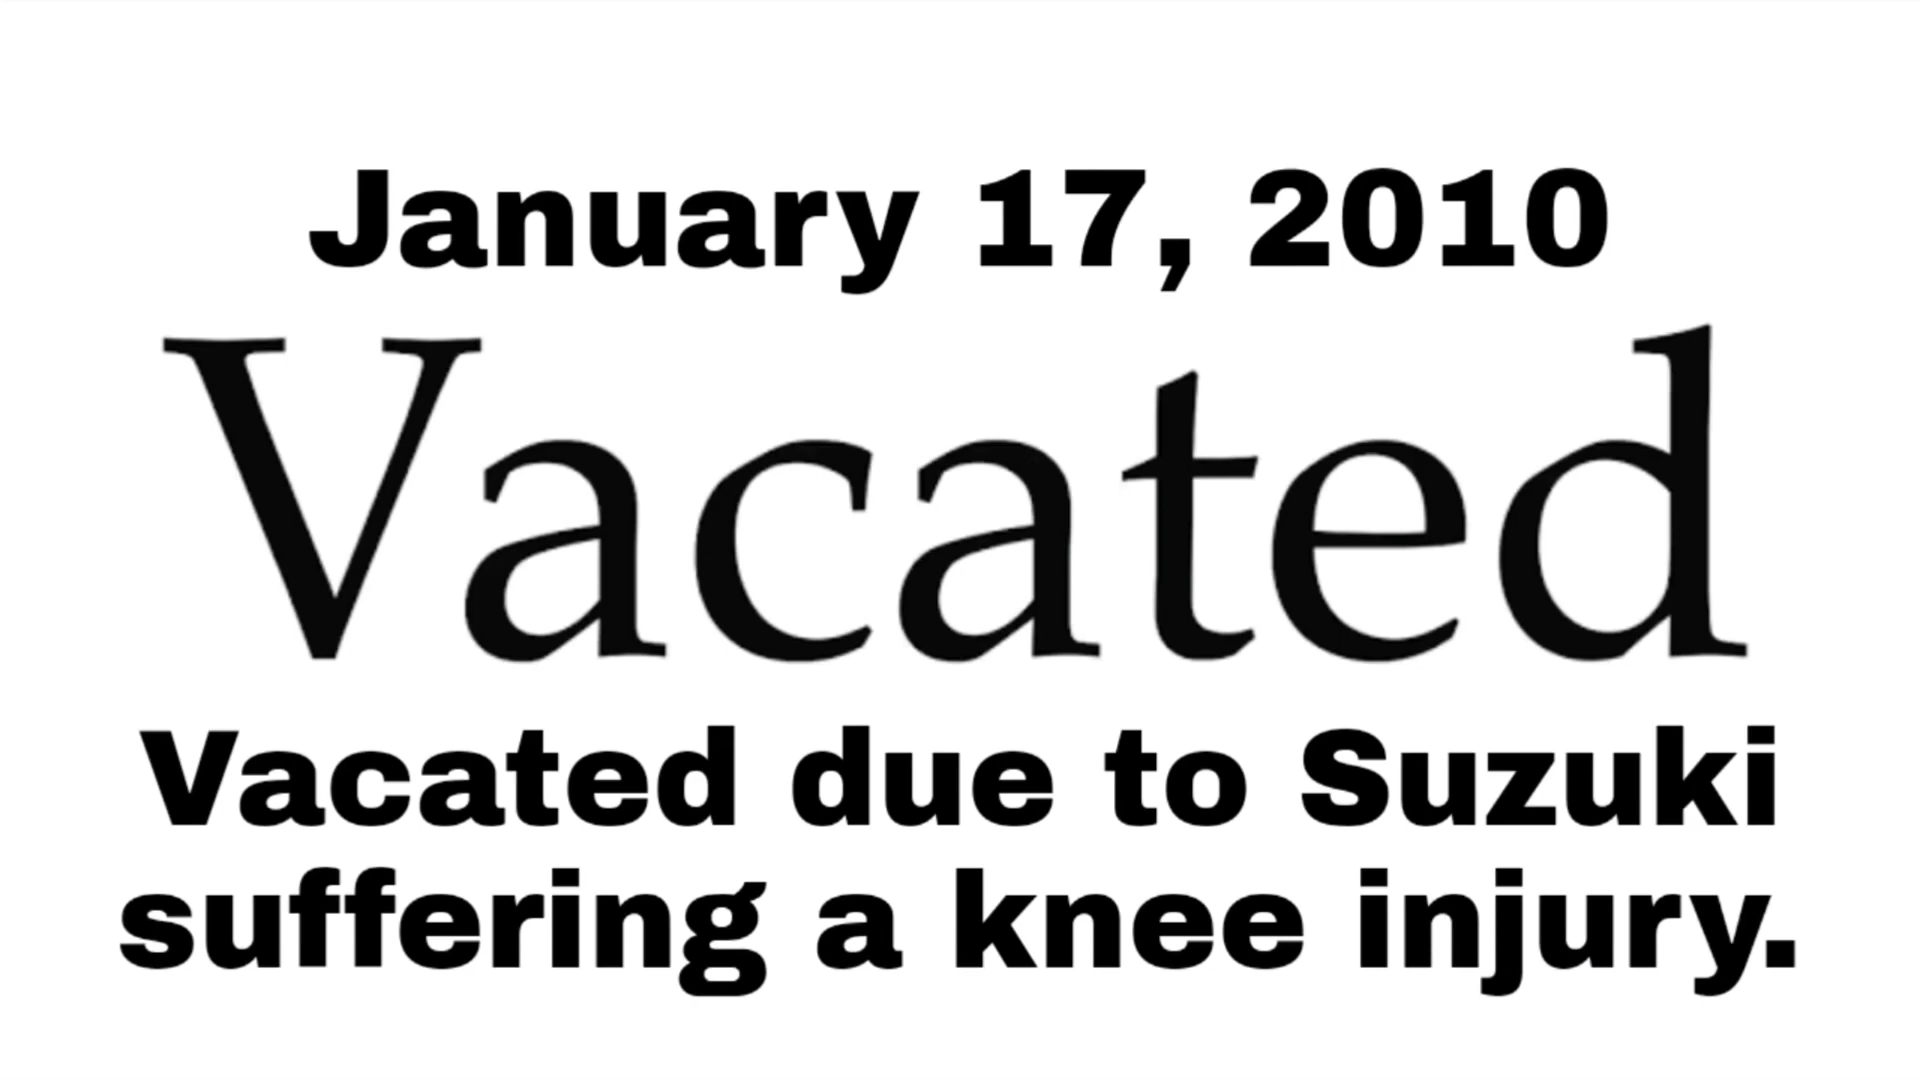 January 17, 2010
Vacated
Vacated due to Suzuki
suffering a knee injury.